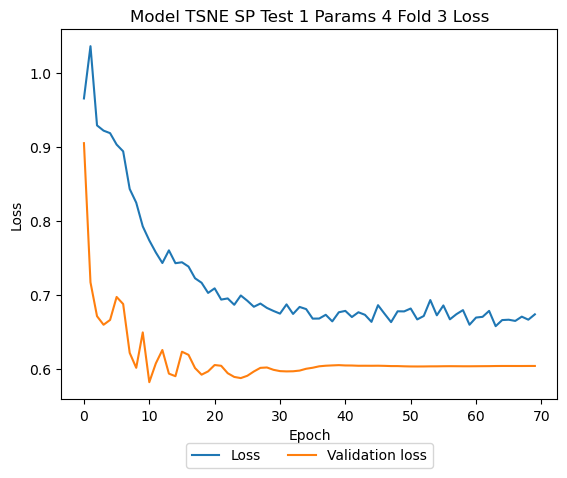 Model TSNE SP Test 1 Params 4 Fold 3 Loss
Loss
1.0
0.9
0.8
0.7
0.6
0 10 20 30 40 50 60 70
Epoch
Loss Validation loss